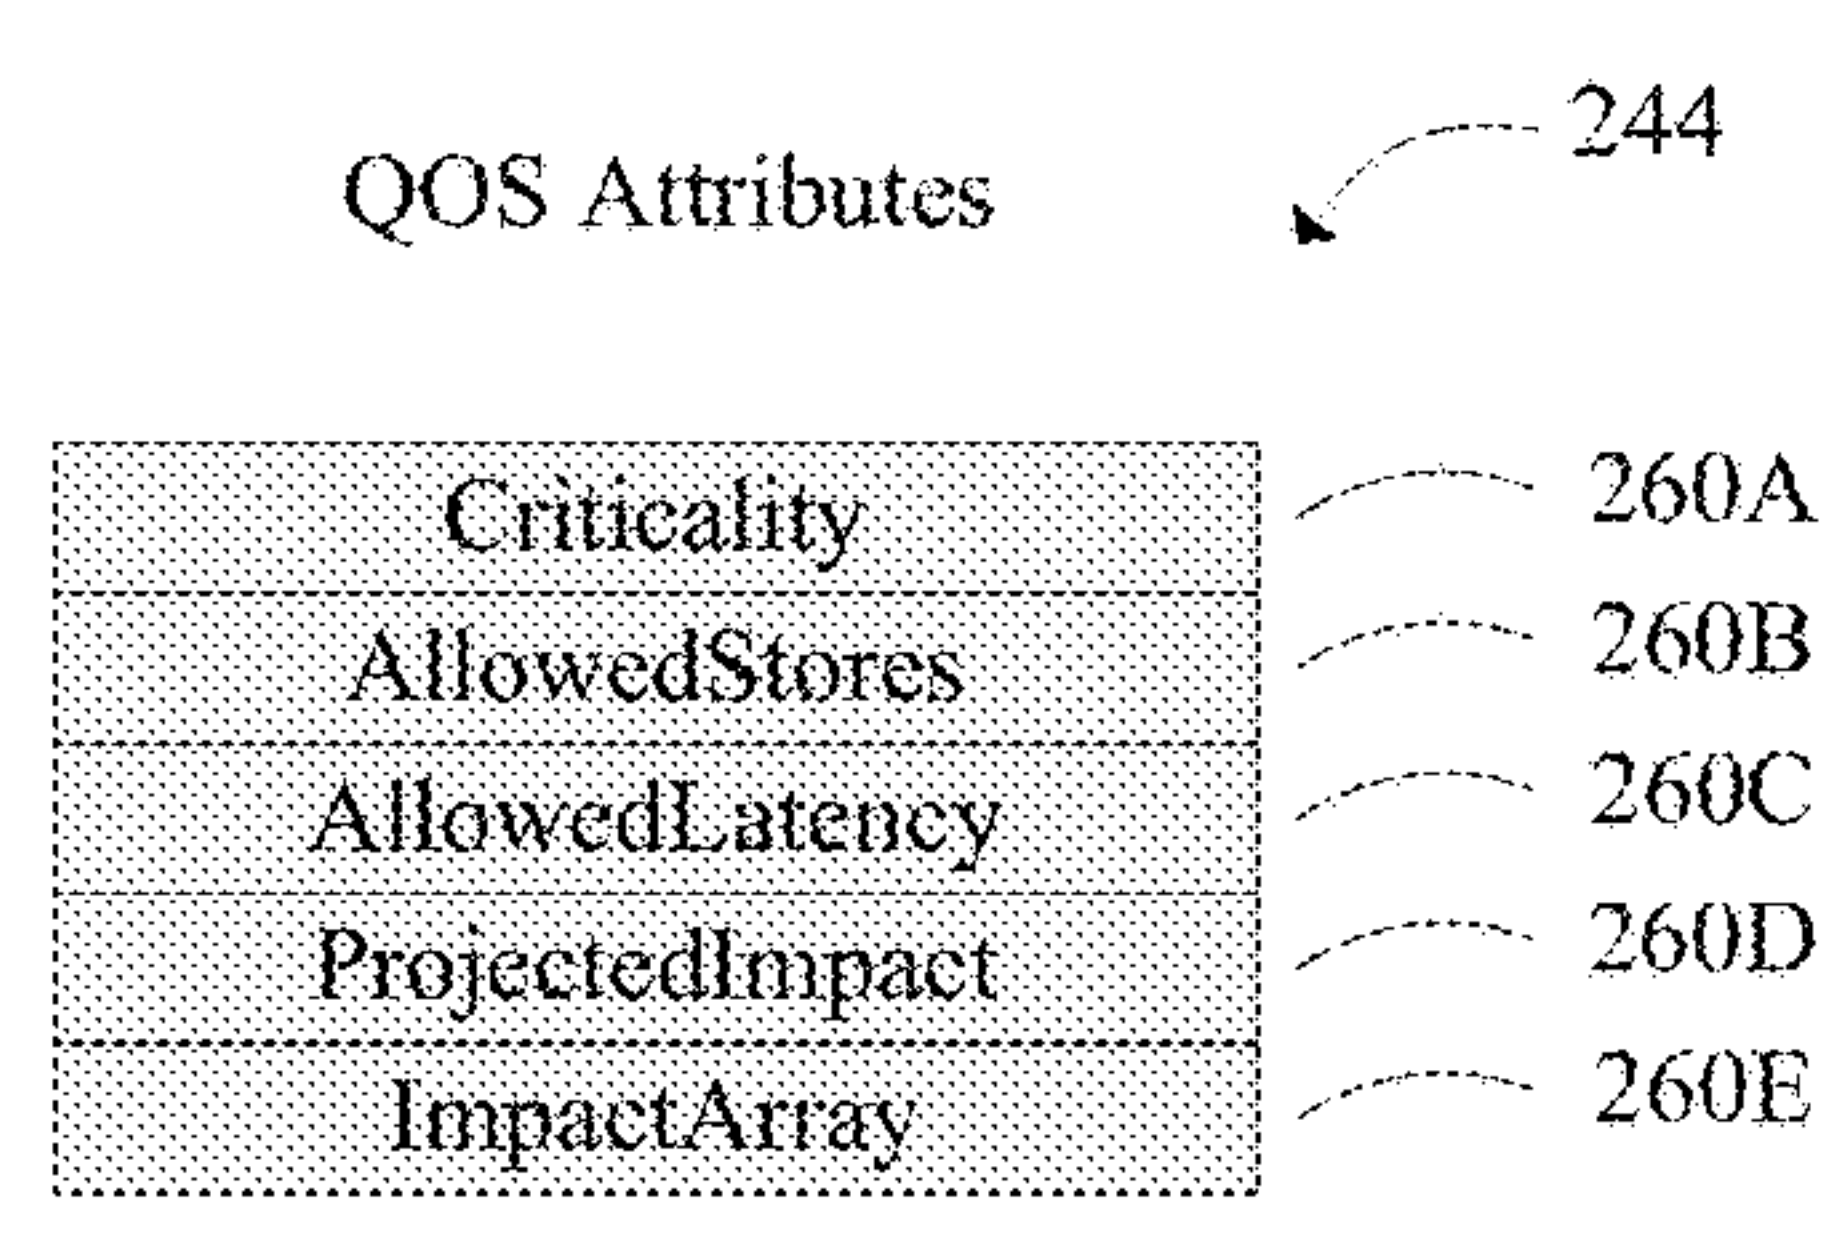 244
QOS Attributes
Criticality 260A
AllowedStores 260B
AllowedLatency 260C
ProjectedImpact 260D
ImpactArray 260E